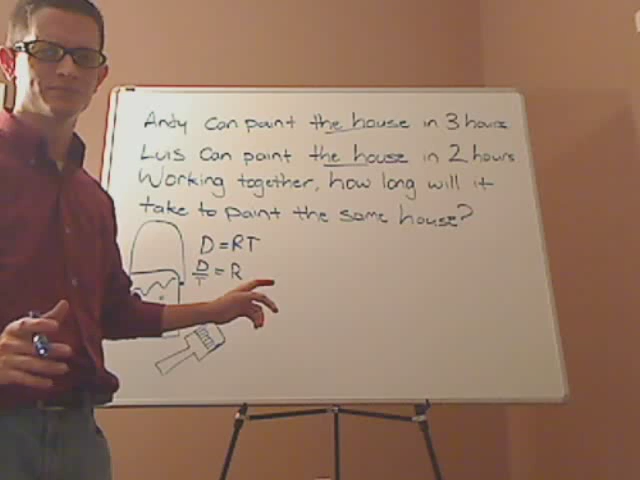 Andy can paint the house in 3 hours
Luis can paint the house in 2 hours
Working together, how long will it
take to paint the same house?
D = RT
D/T = R